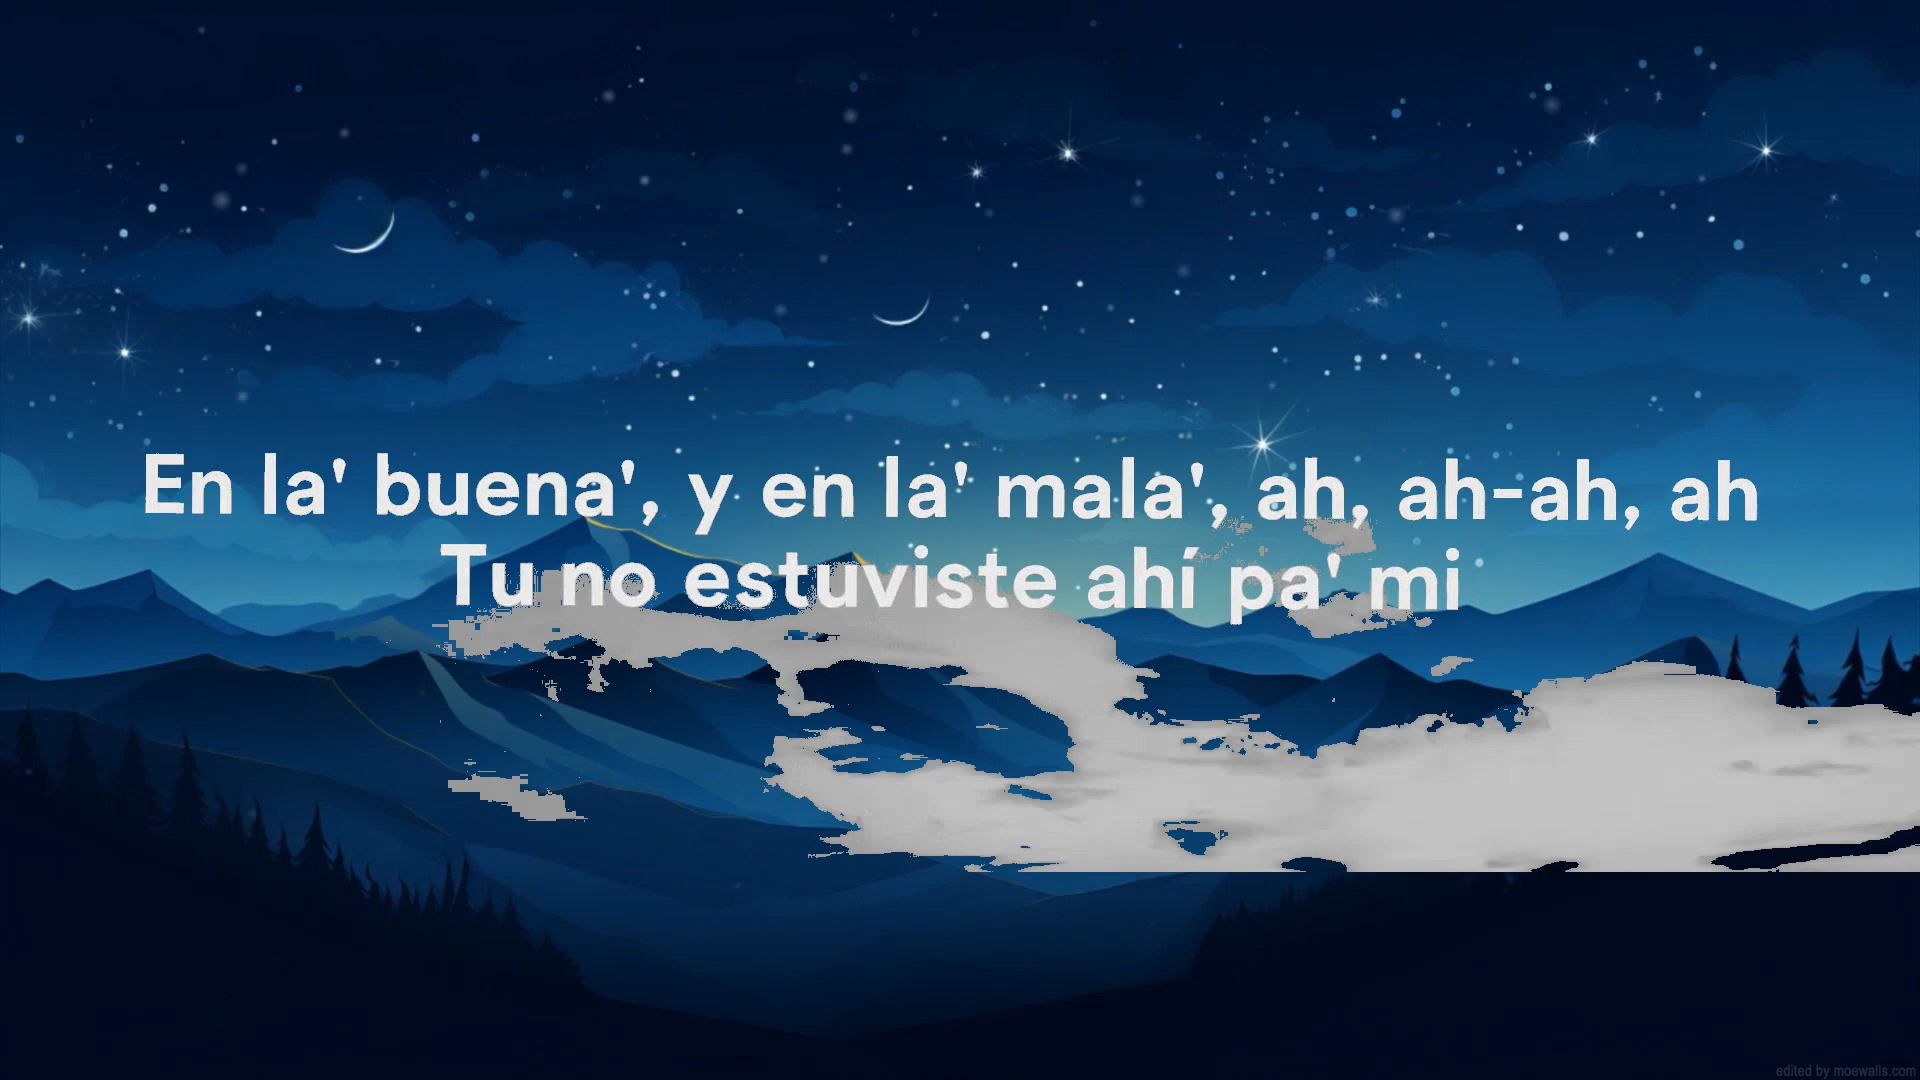 En la' buena', y en la' mala', ah, ah-ah, ah
Tu no estuviste ahí pa' mi
edited by moewalls.com